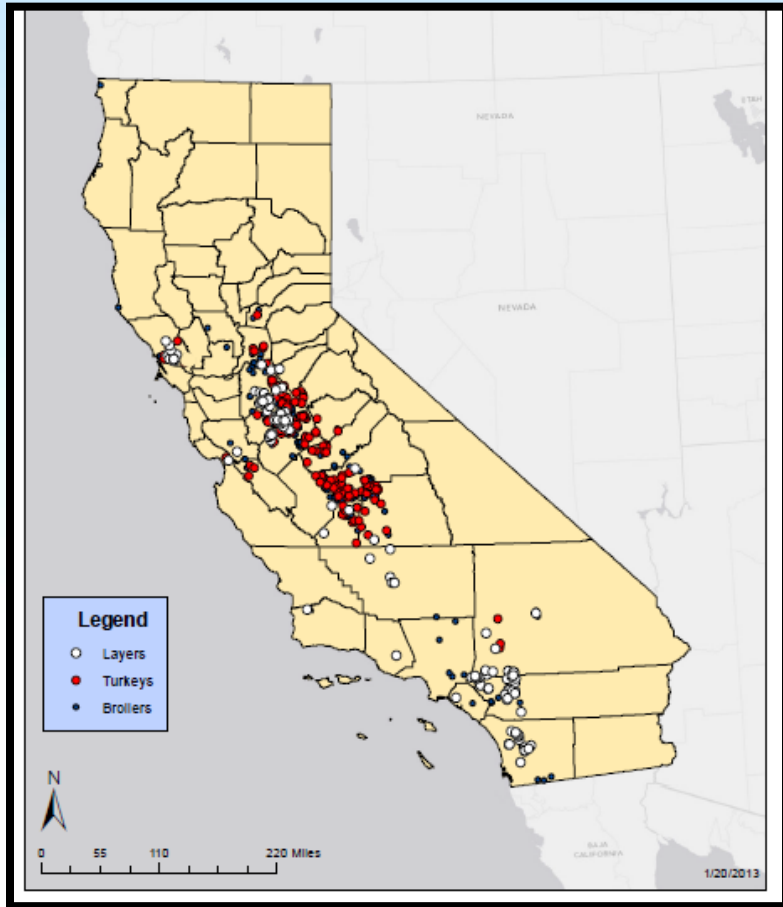 NEVADA
UTAH
NEVADA
Legend
Layers
Turkeys
Broilers
N
0 55 110 220 Miles
BAJA
CALIFORNIA
1/20/2013